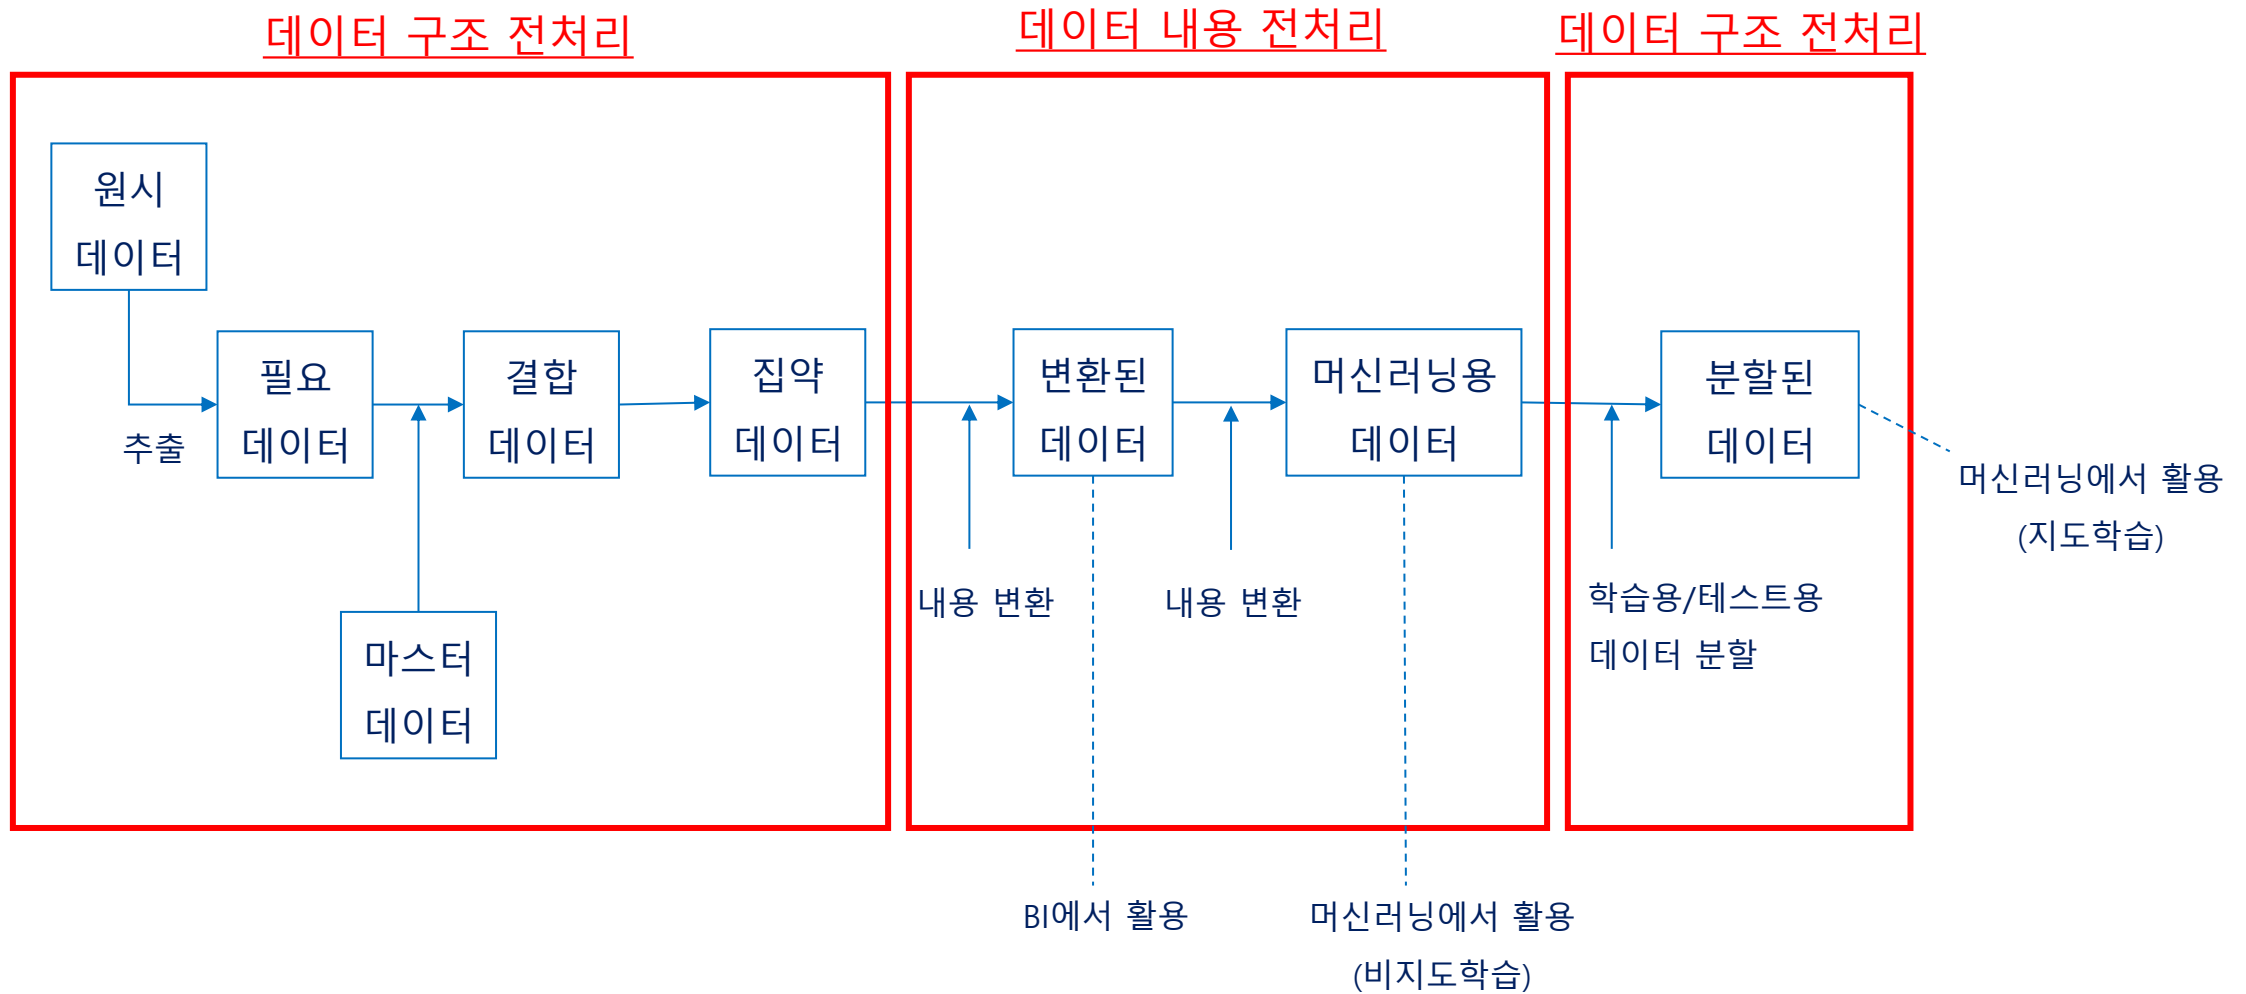 데이터 구조 전처리
데이터 내용 전처리
데이터 구조 전처리
원시
데이터
추출
필요
데이터
결합
데이터
집약
데이터
마스터
데이터
변환된
데이터
머신러닝용
데이터
내용 변환
내용 변환
분할된
데이터
학습용/테스트용
데이터 분할
머신러닝에서 활용
(지도학습)
BI에서 활용
머신러닝에서 활용
(비지도학습)